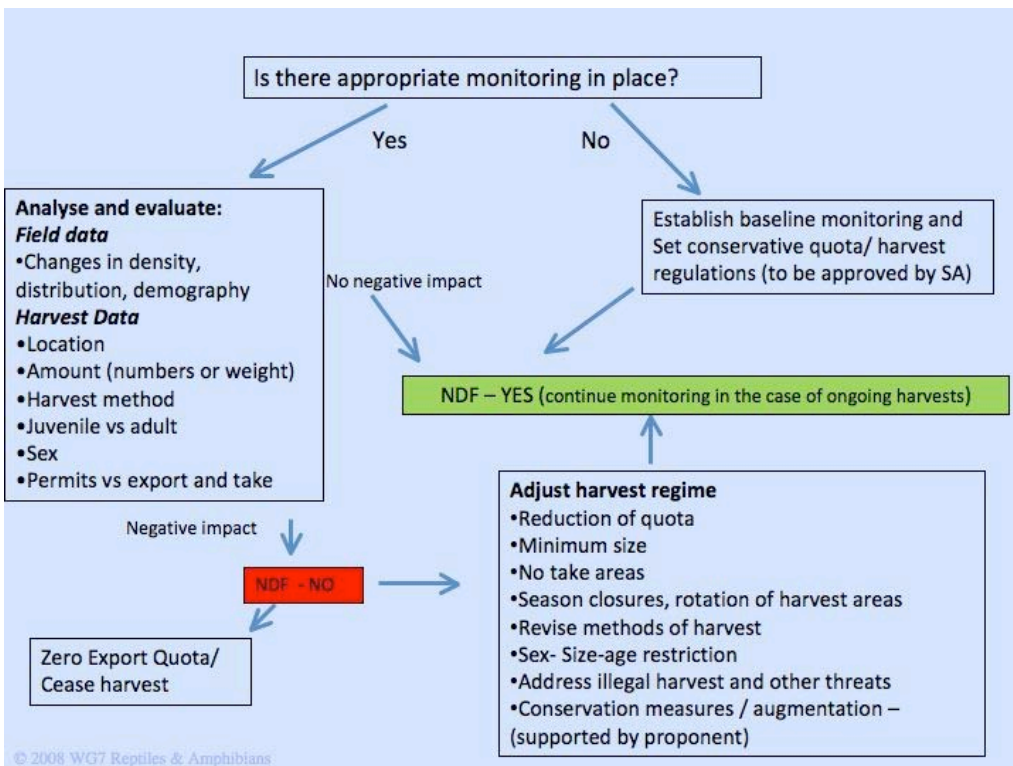 Is there appropriate monitoring in place?
Yes
No
Analyse and evaluate:
Field data
•Changes in density,
distribution, demography
Harvest Data
•Location
•Amount (numbers or weight)
•Harvest method
•Juvenile vs adult
•Sex
•Permits vs export and take
Establish baseline monitoring and
Set conservative quota/ harvest
regulations (to be approved by SA)
No negative impact
NDF – YES (continue monitoring in the case of ongoing harvests)
Negative impact
NDF - NO
Zero Export Quota/
Cease harvest
Adjust harvest regime
•Reduction of quota
•Minimum size
•No take areas
•Season closures, rotation of harvest areas
•Revise methods of harvest
•Sex- Size-age restriction
•Address illegal harvest and other threats
•Conservation measures / augmentation –
(supported by proponent)
© 2008 WG7 Reptiles & Amphibians